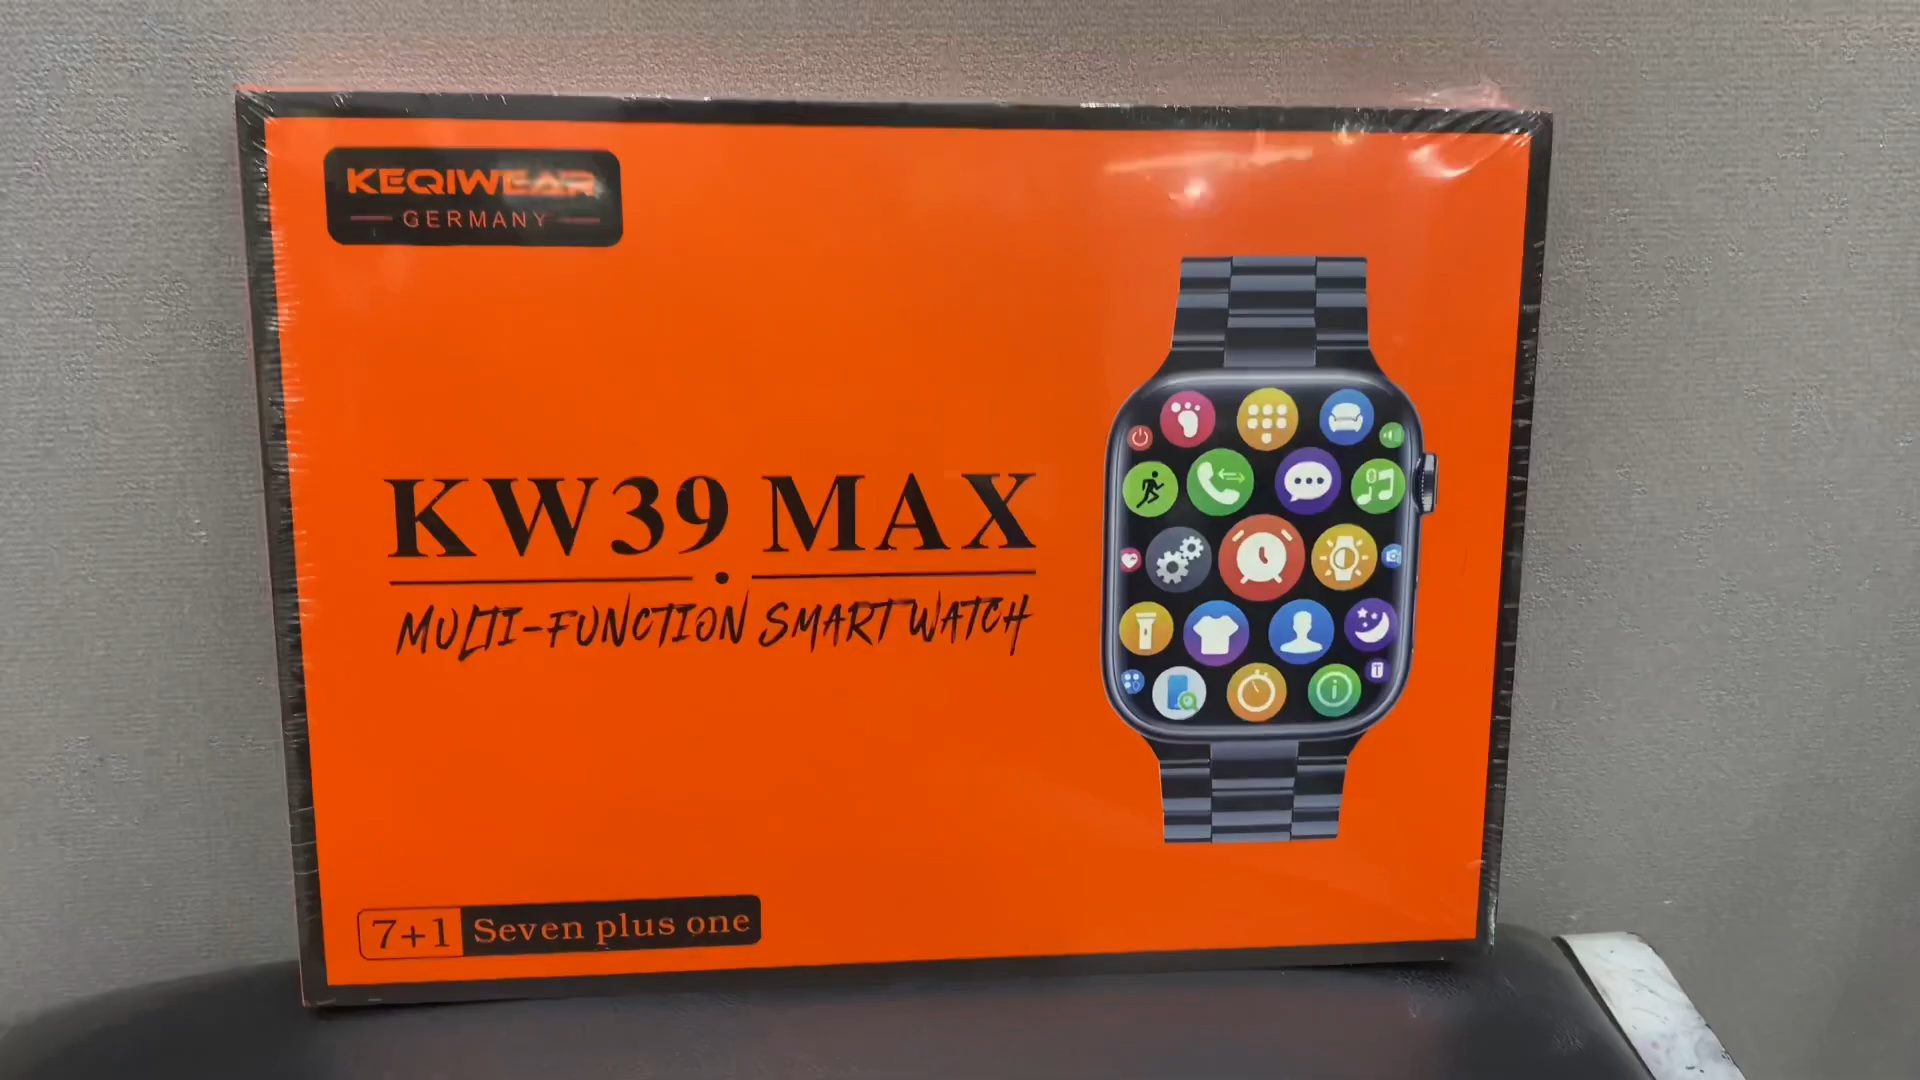 KEQIWEAR
GERMANY
KW39 MAX
MULTI-FUNCTION SMART WATCH
7+1 Seven plus one